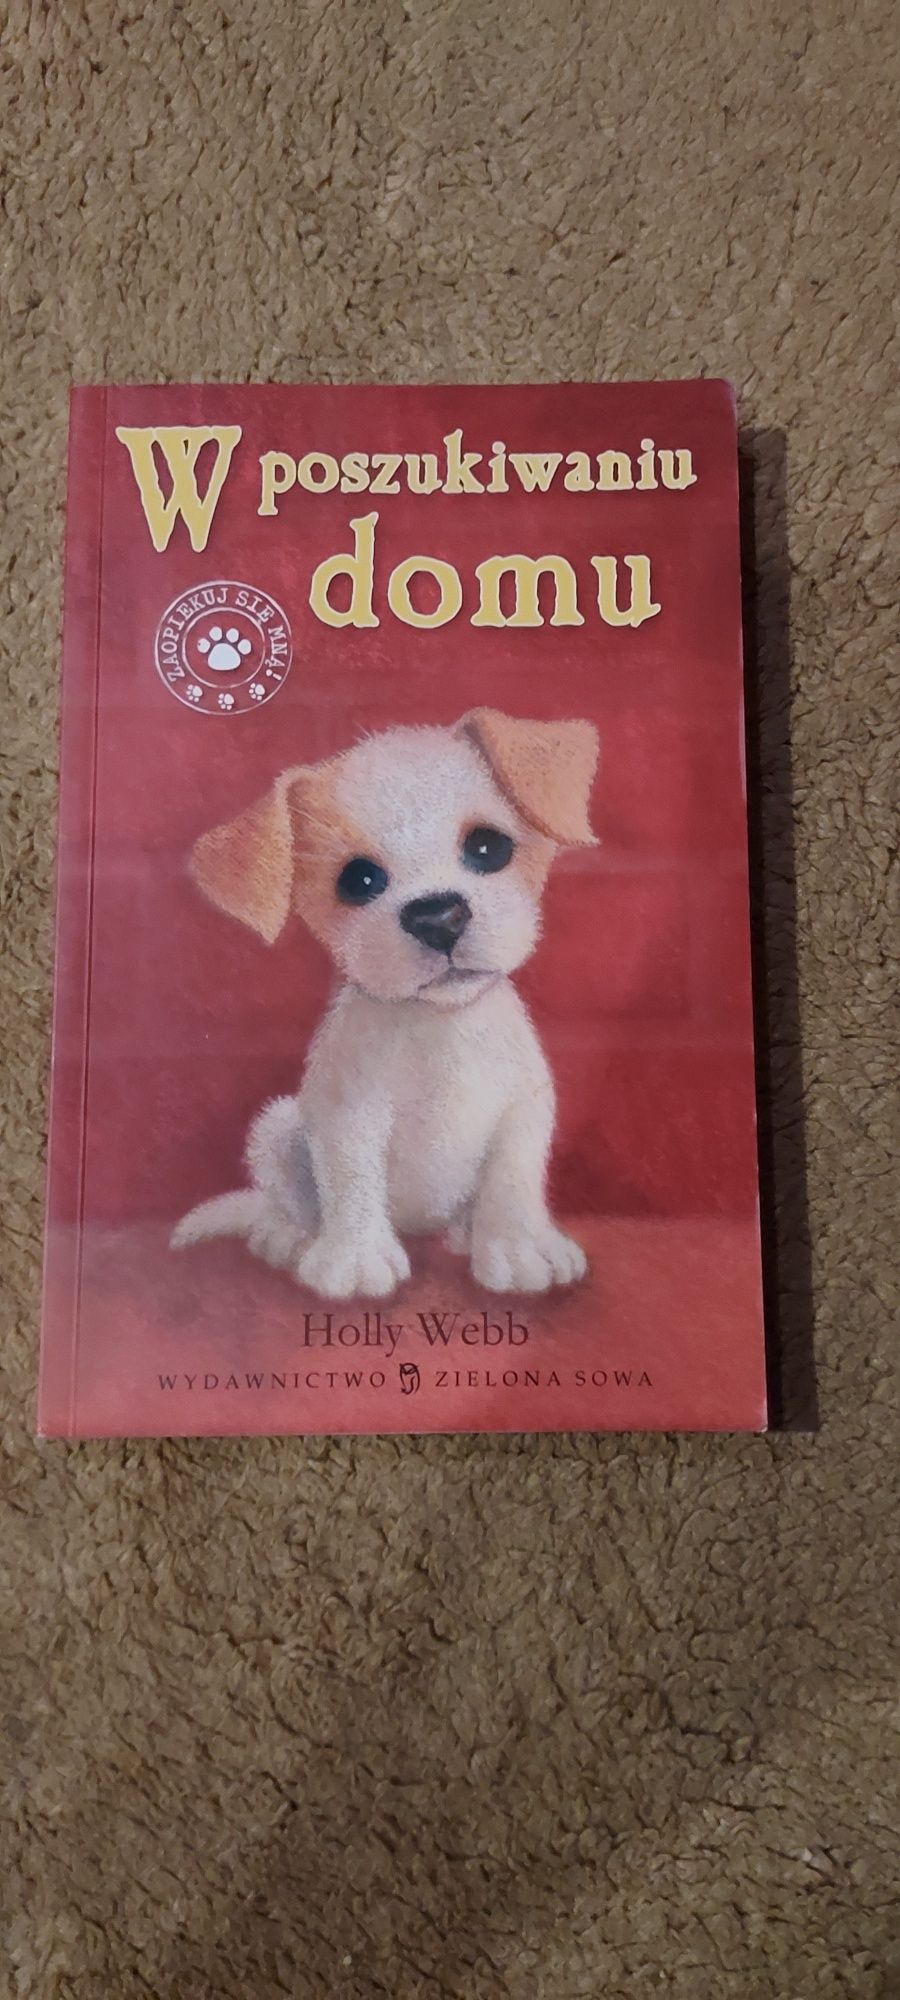 W poszukiwaniu
domu
ZAOPIEKUJ SIĘ MNĄ!
Holly Webb
WYDAWNICTWO ZIELONA SOWA